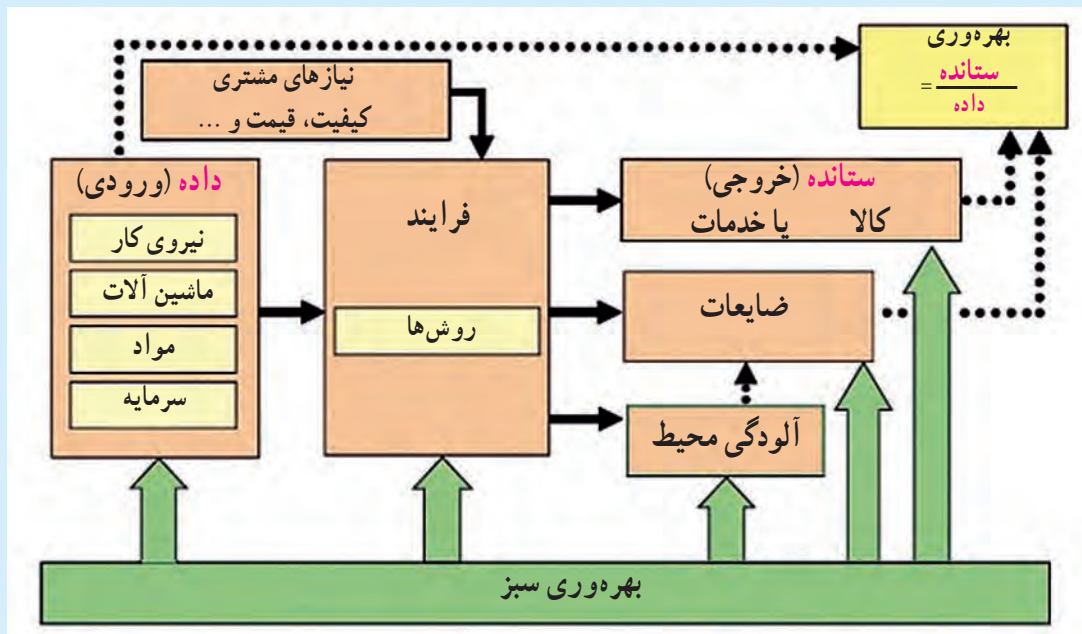 بهره‌وری
ستانده
=
داده
نیازهای مشتری
کیفیت، قیمت و ...
داده (ورودی)
نیروی کار
ماشین آلات
مواد
سرمایه
فرایند
روش‌ها
ستانده (خروجی)
کالا یا خدمات
ضایعات
آلودگی محیط
بهره‌وری سبز